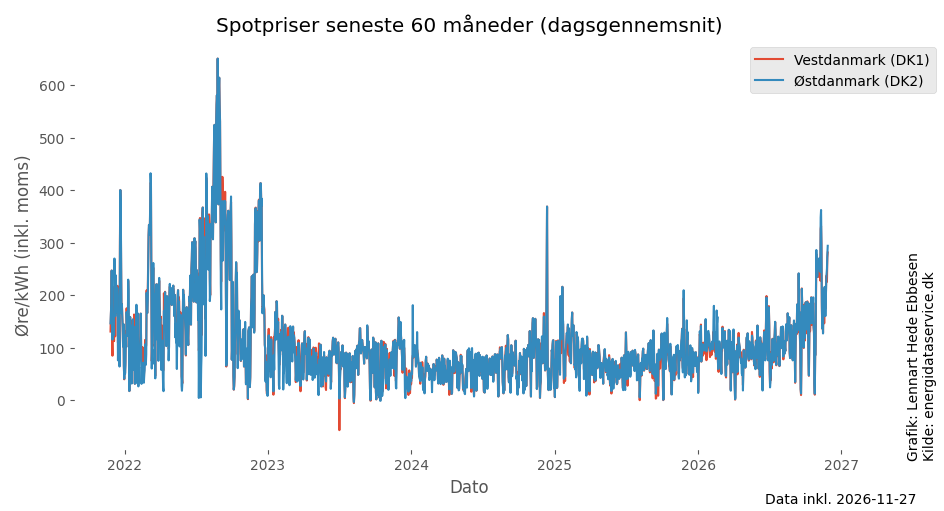 Spotpriser seneste 60 måneder (dagsgennemsnit)
Vestdanmark (DK1)
Østdanmark (DK2)
Øre/kWh (inkl. moms)
600
500
400
300
200
100
0
2022
2023
2024
2025
2026
2027
Dato
Grafik: Lennart Hede Ebbesen
Kilde: energidataservice.dk
Data inkl. 2026-11-27